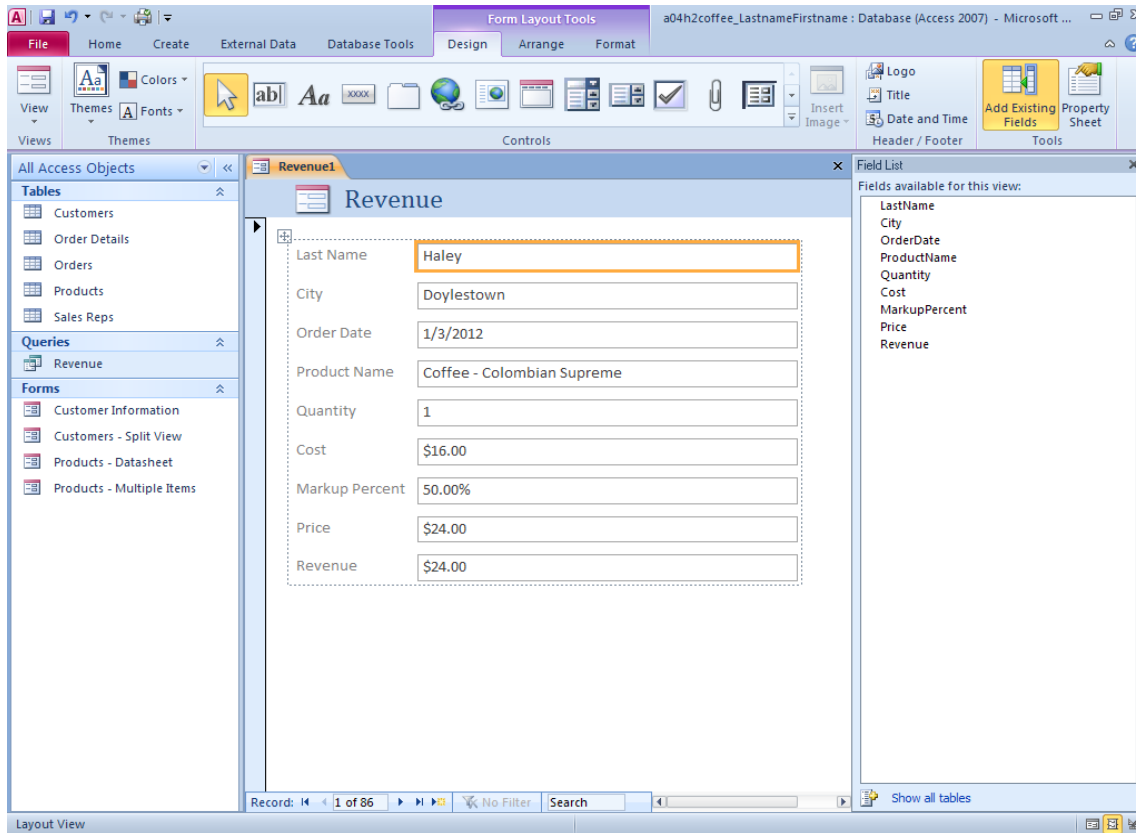 Form Layout Tools
a04h2coffee_LastnameFirstname : Database (Access 2007) - Microsoft ...
File Home Create External Data Database Tools Design Arrange Format
View
Themes
Colors
Fonts
Aa
ab
Aa
xxxx
Insert Image
Logo
Title
Date and Time
Add Existing Fields
Property Sheet
Views Themes Controls Header / Footer Tools
All Access Objects
Tables
Customers
Order Details
Orders
Products
Sales Reps
Queries
Revenue
Forms
Customer Information
Customers - Split View
Products - Datasheet
Products - Multiple Items
Revenue1
Revenue
Last Name Haley
City Doylestown
Order Date 1/3/2012
Product Name Coffee - Colombian Supreme
Quantity 1
Cost $16.00
Markup Percent 50.00%
Price $24.00
Revenue $24.00
Record: 1 of 86 No Filter Search
Field List
Fields available for this view:
LastName
City
OrderDate
ProductName
Quantity
Cost
MarkupPercent
Price
Revenue
Show all tables
Layout View